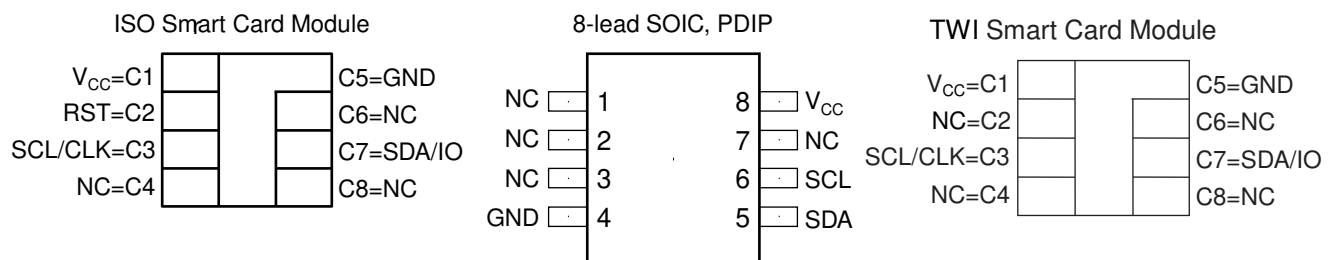 ISO Smart Card Module
VCC=C1
C5=GND
RST=C2
C6=NC
SCL/CLK=C3
C7=SDA/IO
NC=C4
C8=NC
8-lead SOIC, PDIP
NC 1 8 VCC
NC 2 7 NC
NC 3 6 SCL
GND 4 5 SDA
TWI Smart Card Module
VCC=C1
C5=GND
NC=C2
C6=NC
SCL/CLK=C3
C7=SDA/IO
NC=C4
C8=NC